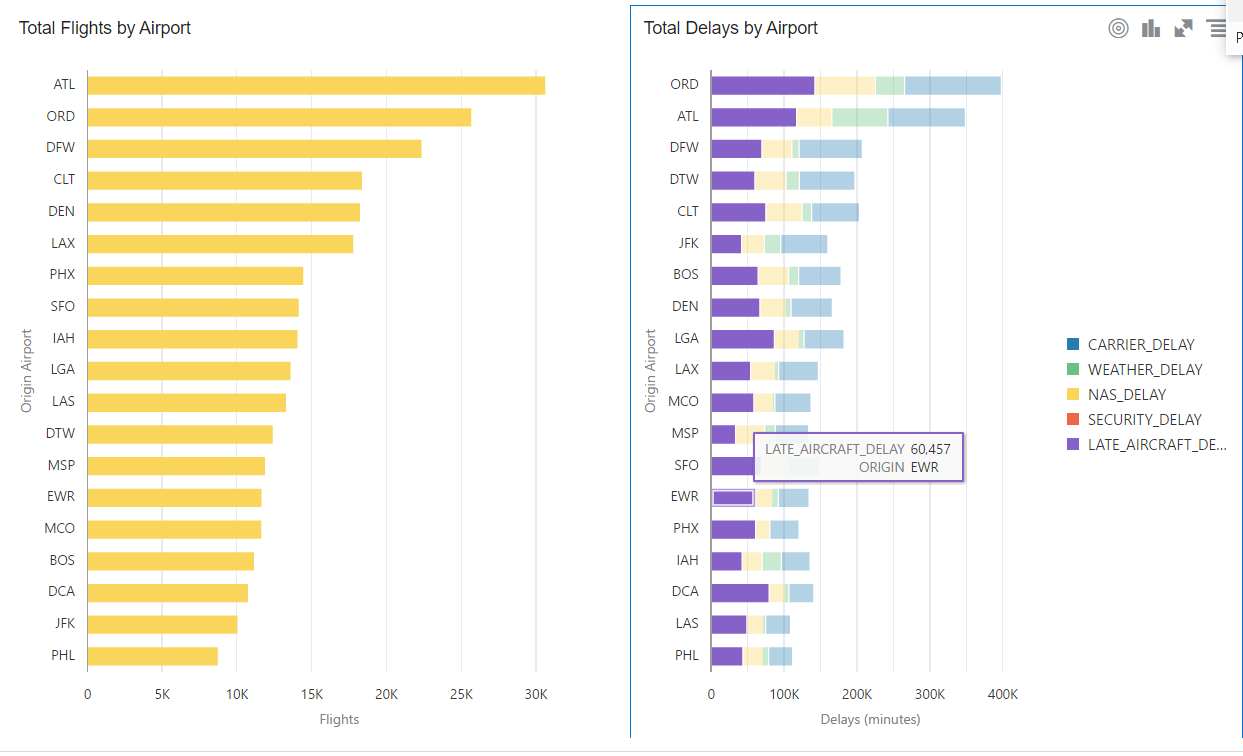 Total Flights by Airport
Origin Airport
ATL
ORD
DFW
CLT
DEN
LAX
PHX
SFO
IAH
LGA
LAS
DTW
MSP
EWR
MCO
BOS
DCA
JFK
PHL
0 5K 10K 15K 20K 25K 30K
Flights
Total Delays by Airport
P
Origin Airport
ORD
ATL
DFW
DTW
CLT
JFK
BOS
DEN
LGA
LAX
MCO
MSP
SFO
EWR
PHX
IAH
DCA
LAS
PHL
LATE_AIRCRAFT_DELAY 60,457
ORIGIN EWR
0 100K 200K 300K 400K
Delays (minutes)
CARRIER_DELAY
WEATHER_DELAY
NAS_DELAY
SECURITY_DELAY
LATE_AIRCRAFT_DE...